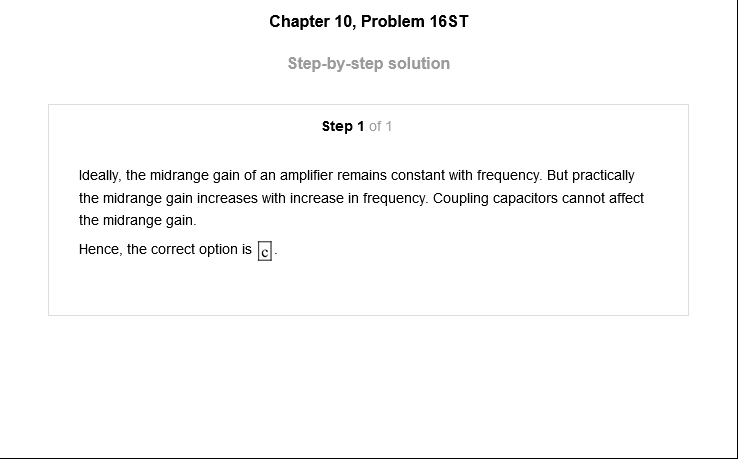 Chapter 10, Problem 16ST
Step-by-step solution
Step 1 of 1
Ideally, the midrange gain of an amplifier remains constant with frequency. But practically
the midrange gain increases with increase in frequency. Coupling capacitors cannot affect
the midrange gain.
Hence, the correct option is c.